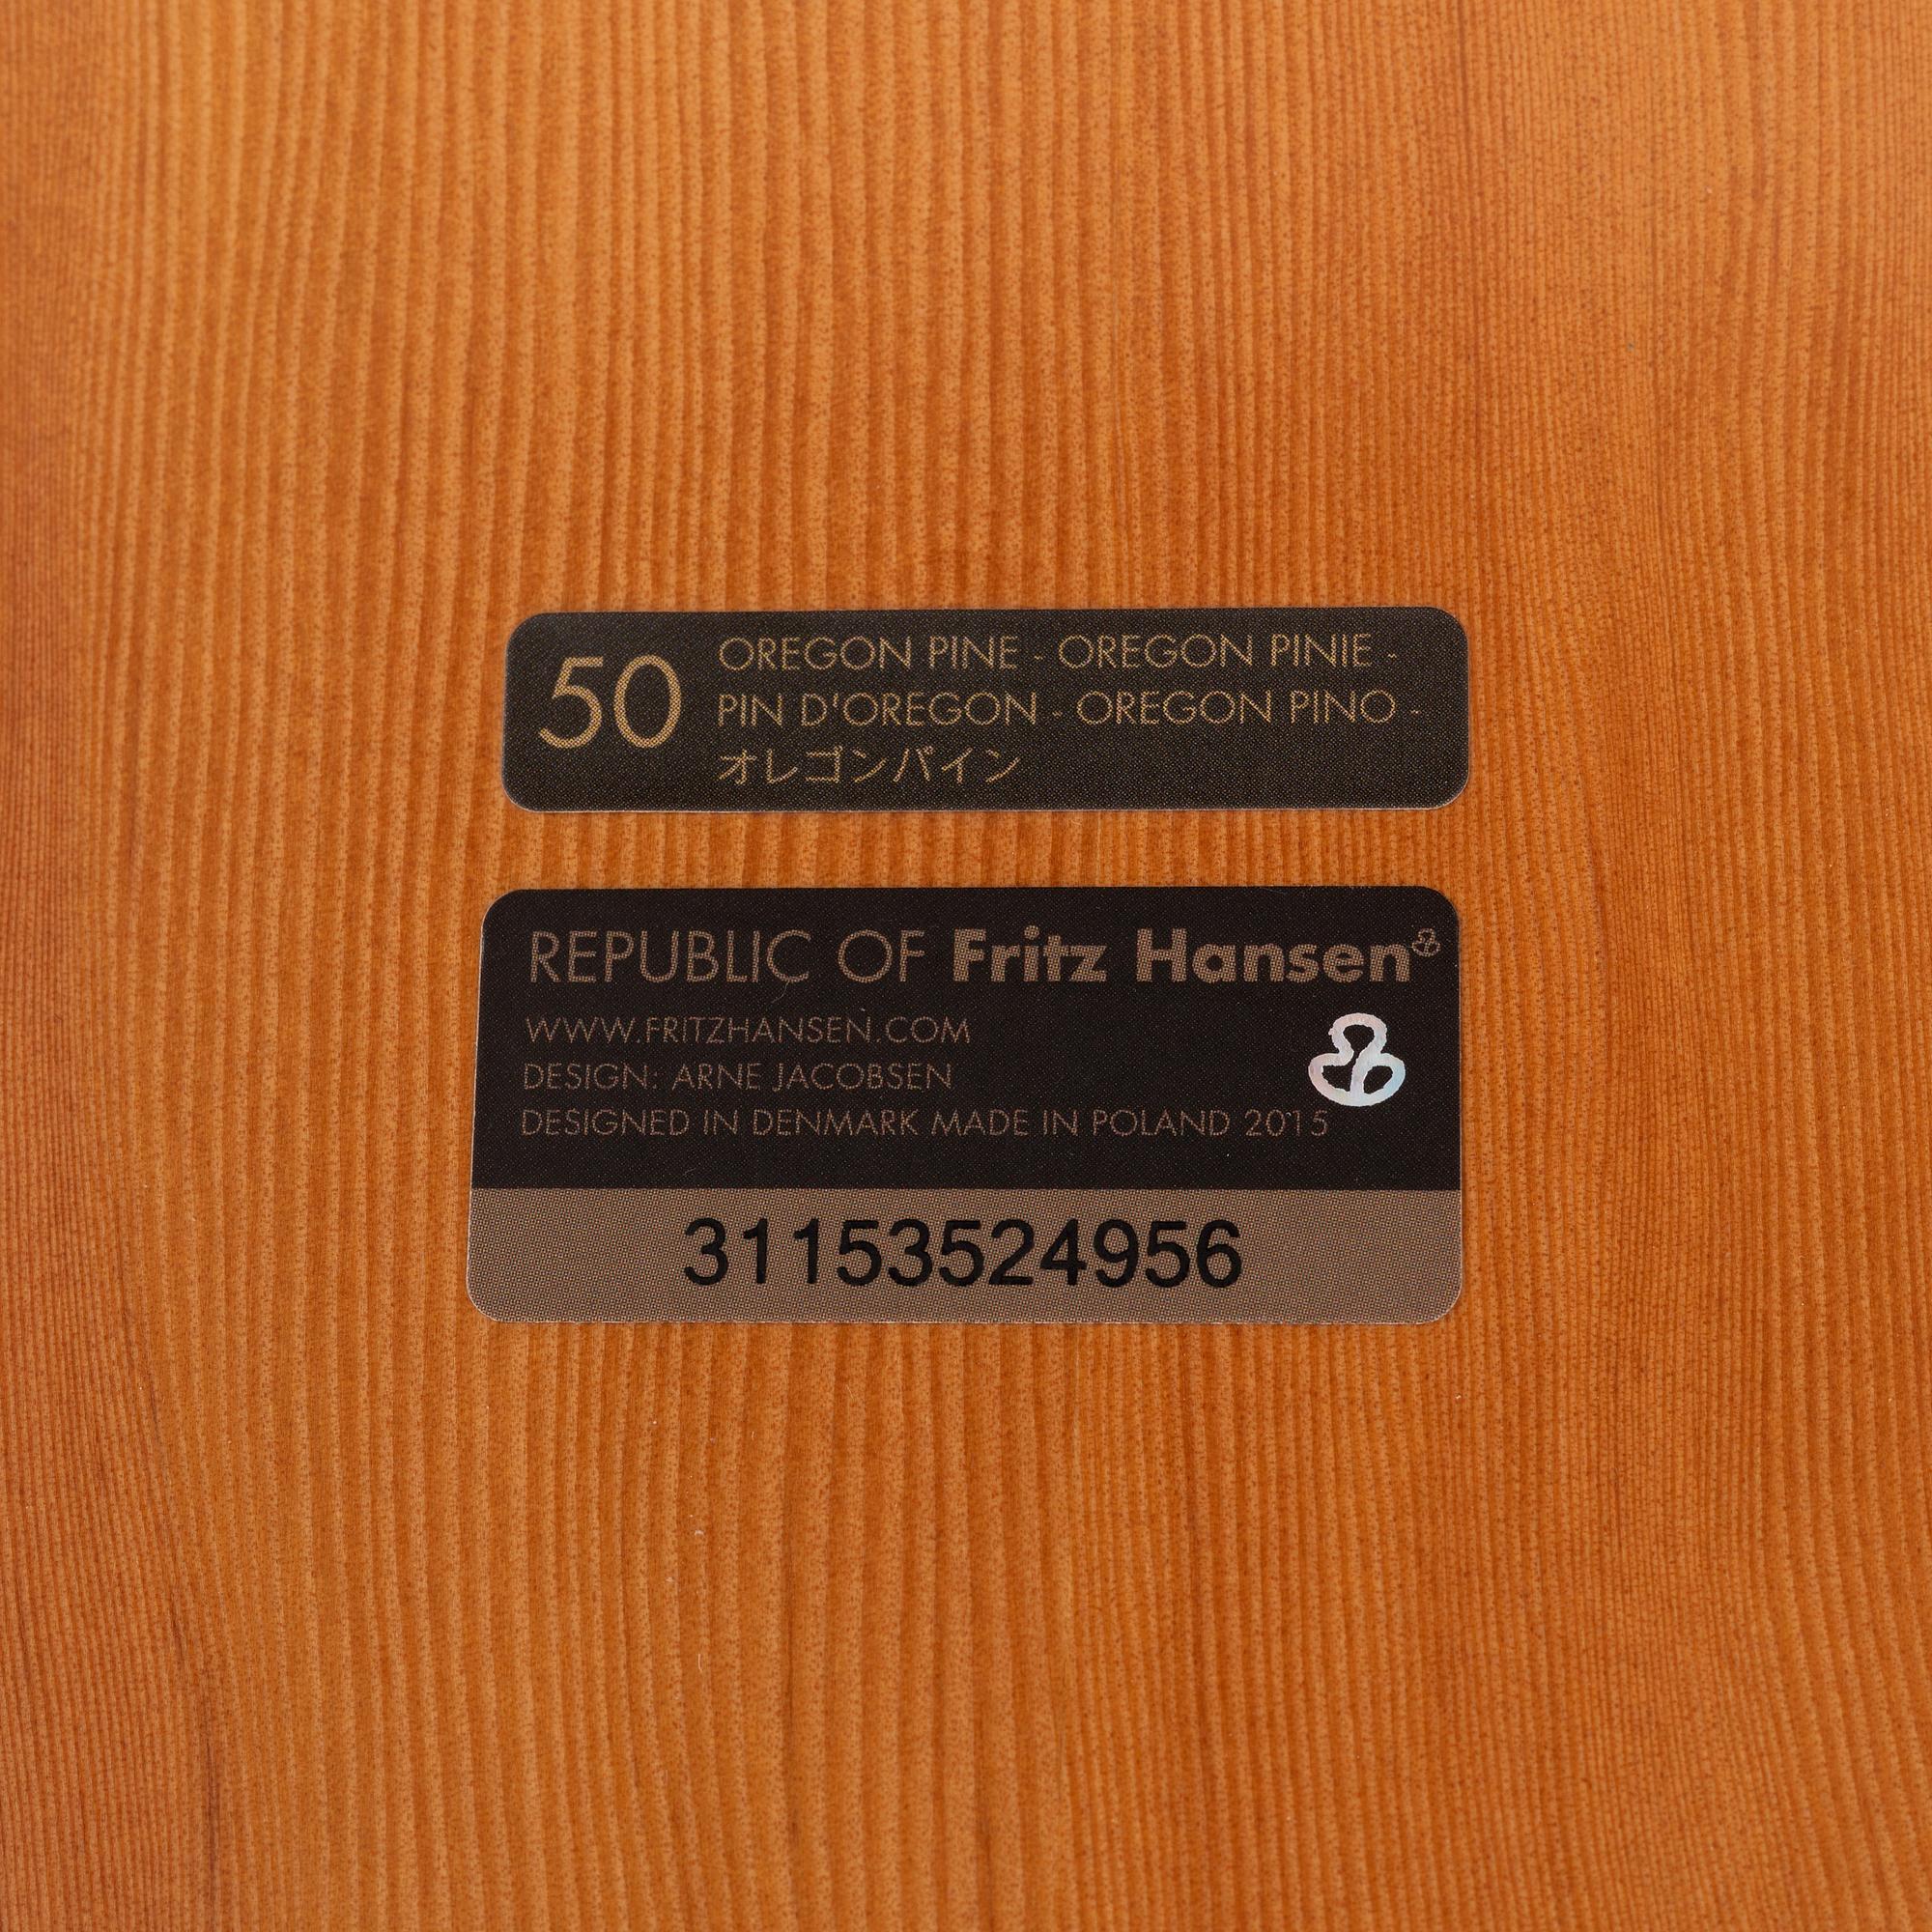 50
OREGON PINE - OREGON PINIE -
PIN D'OREGON - OREGON PINO -
オレゴンパイン
REPUBLIC OF Fritz Hansen
WWW.FRITZHANSEN.COM
DESIGN: ARNE JACOBSEN
DESIGNED IN DENMARK MADE IN POLAND 2015
31153524956